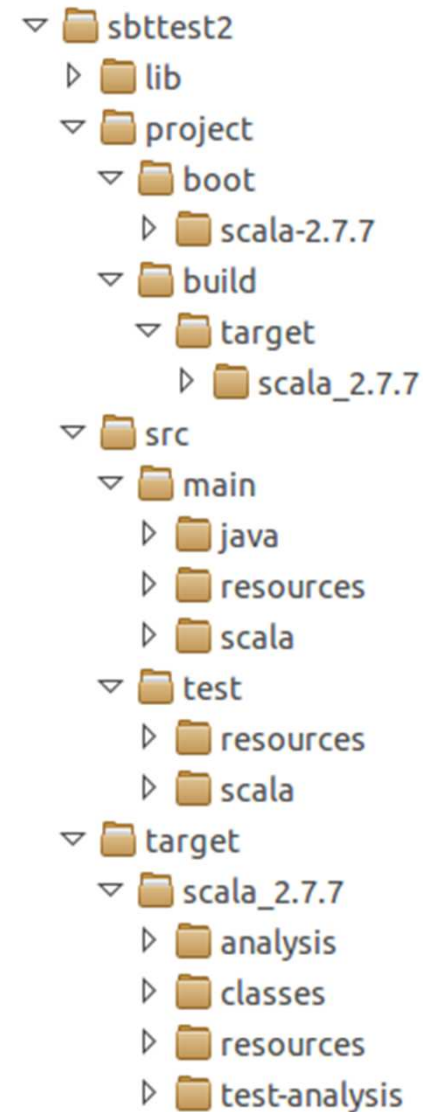 sbttest2
lib
project
boot
scala-2.7.7
build
target
scala_2.7.7
src
main
java
resources
scala
test
resources
scala
target
scala_2.7.7
analysis
classes
resources
test-analysis